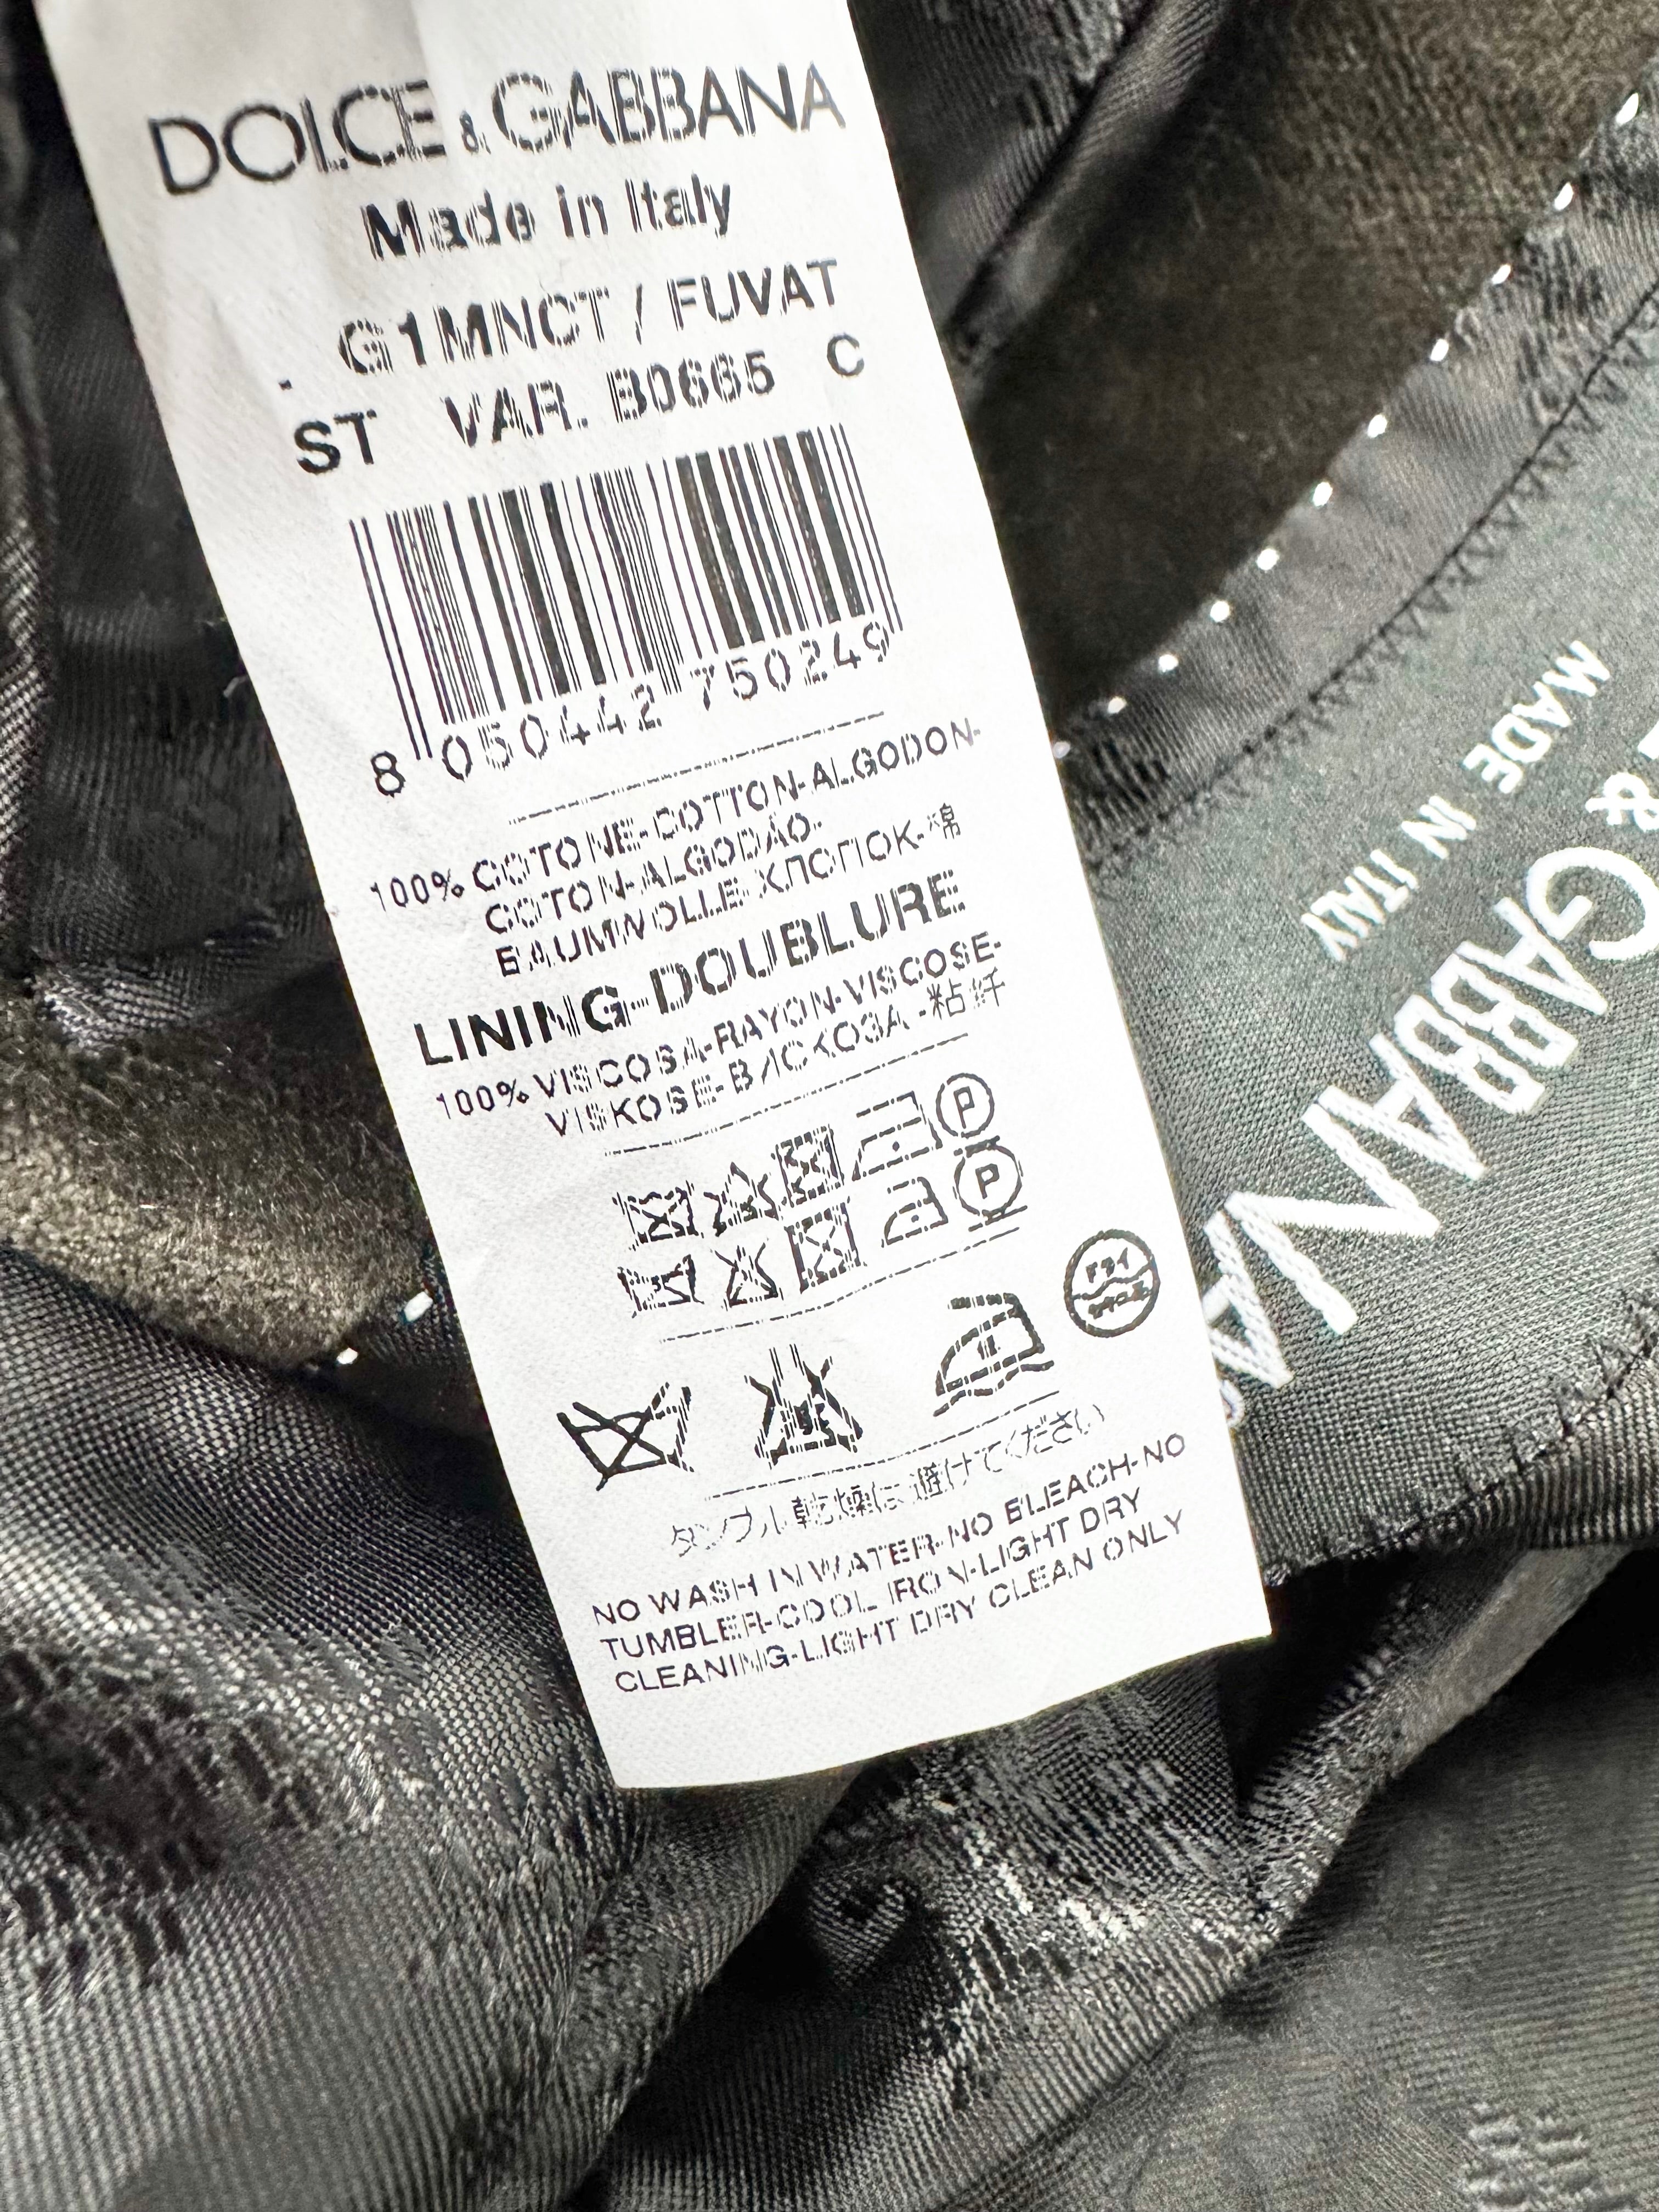 DOLCE & GABBANA
Made in Italy
. G1MNCT / FUVAT
ST VAR. B0665 C
8 050442 750249
100% COTONE-COTTON-ALGODON-
COTON-ALGODÃO-
BAUMWOLLE-ХЛОПОК-棉
LINING-DOUBLURE
100% VISCOSA-RAYON-VISCOSE-
VISKOSE-ВИСКОЗА-粘纤
P
P
ドライ
タンブル乾燥は避けてください
NO WASH IN WATER-NO BLEACH-NO
TUMBLER-COOL IRON-LIGHT DRY
CLEANING-LIGHT DRY CLEAN ONLY
& GABBANA
MADE IN ITALY